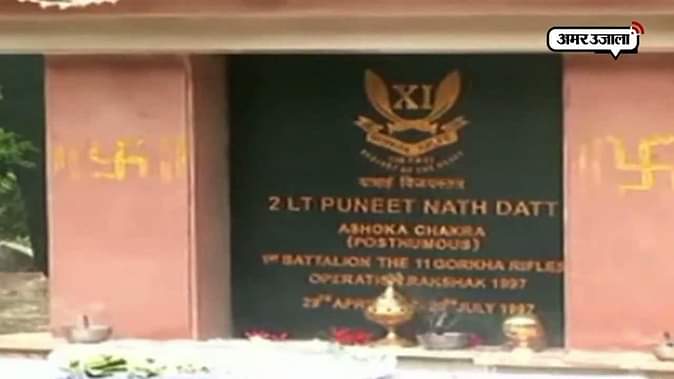 अमर उजाला
XI
2 LT PUNEET NATH DATT
ASHOKA CHAKRA
(POSTHUMOUS)
1ST BATTALION THE 11 GORKHA RIFLES
OPERATION RAKSHAK 1997
JULY 1997